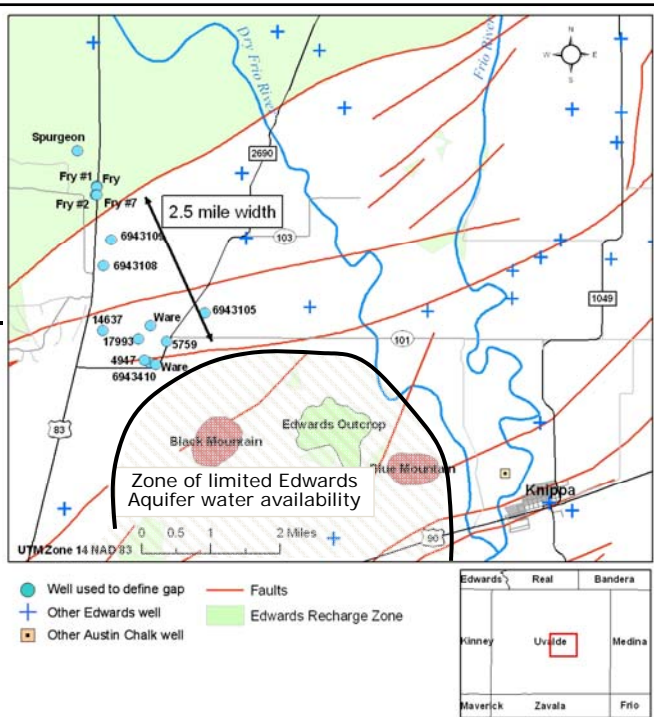 Dry Frio River
Frio River
N
W
E
S
Spurgeon
2690
Fry #1
Fry
Fry #2
Fry #7
2.5 mile width
6943109
103
6943108
1049
Ware
6943105
14637
17993
5759
101
4947
Ware
6943410
83
Edwards Outcrop
Black Mountain
Blue Mountain
Zone of limited Edwards
Aquifer water availability
Knippa
0 0.5 1 2 Miles
90
UTM Zone 14 NAD 83
Well used to define gap
Other Edwards well
Other Austin Chalk well
Faults
Edwards Recharge Zone
Edwards Real Bandera
Kinney Uvalde Medina
Maverick Zavala Frio